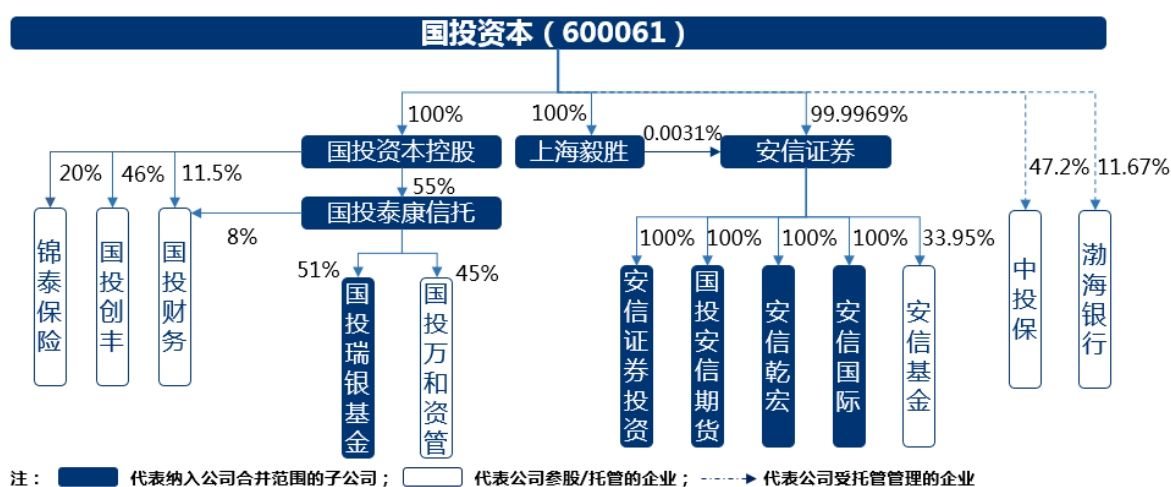 国投资本（600061）
100%
100%
99.9969%
0.0031%
国投资本控股
上海毅胜
安信证券
20%
46%
11.5%
55%
47.2%
11.67%
国投泰康信托
8%
51%
45%
100%
100%
100%
100%
33.95%
锦泰保险
国投创丰
国投财务
国投瑞银基金
国投万和资管
安信证券投资
国投安信期货
安信乾宏
安信国际
安信基金
中投保
渤海银行
注： 代表纳入公司合并范围的子公司； 代表公司参股/托管的企业； 代表公司受托管管理的企业